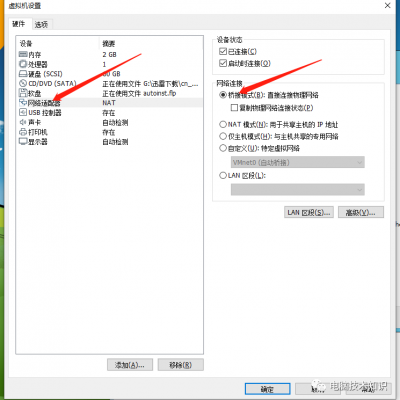 虚拟机设置
硬件 选项
设备 摘要
内存 2 GB
处理器 1
硬盘 (SCSI) 60 GB
CD/DVD (SATA) 正在使用文件 G:\迅雷下载\cn_...
软盘 正在使用文件 autoinst.flp
网络适配器 NAT
USB 控制器 存在
声卡 自动检测
打印机 存在
显示器 自动检测
添加(A)... 移除(R)
设备状态
已连接(C)
启动时连接(O)
网络连接
桥接模式(B): 直接连接物理网络
复制物理网络连接状态(P)
NAT 模式(N): 用于共享主机的 IP 地址
仅主机模式(H): 与主机共享的专用网络
自定义(U): 特定虚拟网络
VMnet0 (自动桥接)
LAN 区段(L):
LAN 区段(S)... 高级(V)...
确定 取消 帮助
电脑技术知识